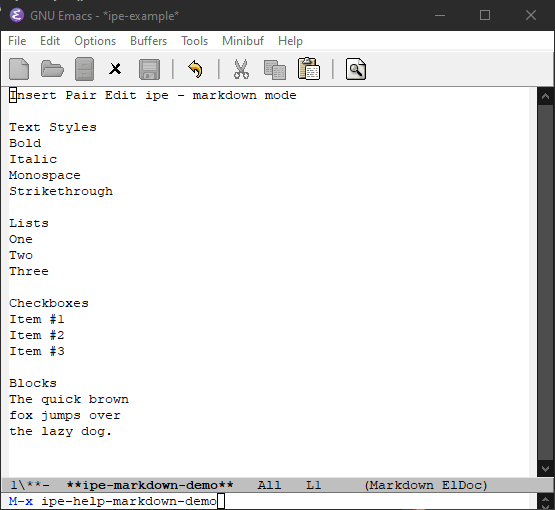 GNU Emacs - *ipe-example*
File Edit Options Buffers Tools Minibuf Help
Insert Pair Edit ipe - markdown mode
Text Styles
Bold
Italic
Monospace
Strikethrough
Lists
One
Two
Three
Checkboxes
Item #1
Item #2
Item #3
Blocks
The quick brown
fox jumps over
the lazy dog.
1\**-  **ipe-markdown-demo**   All   L1     (Markdown ElDoc)
M-x ipe-help-markdown-demo